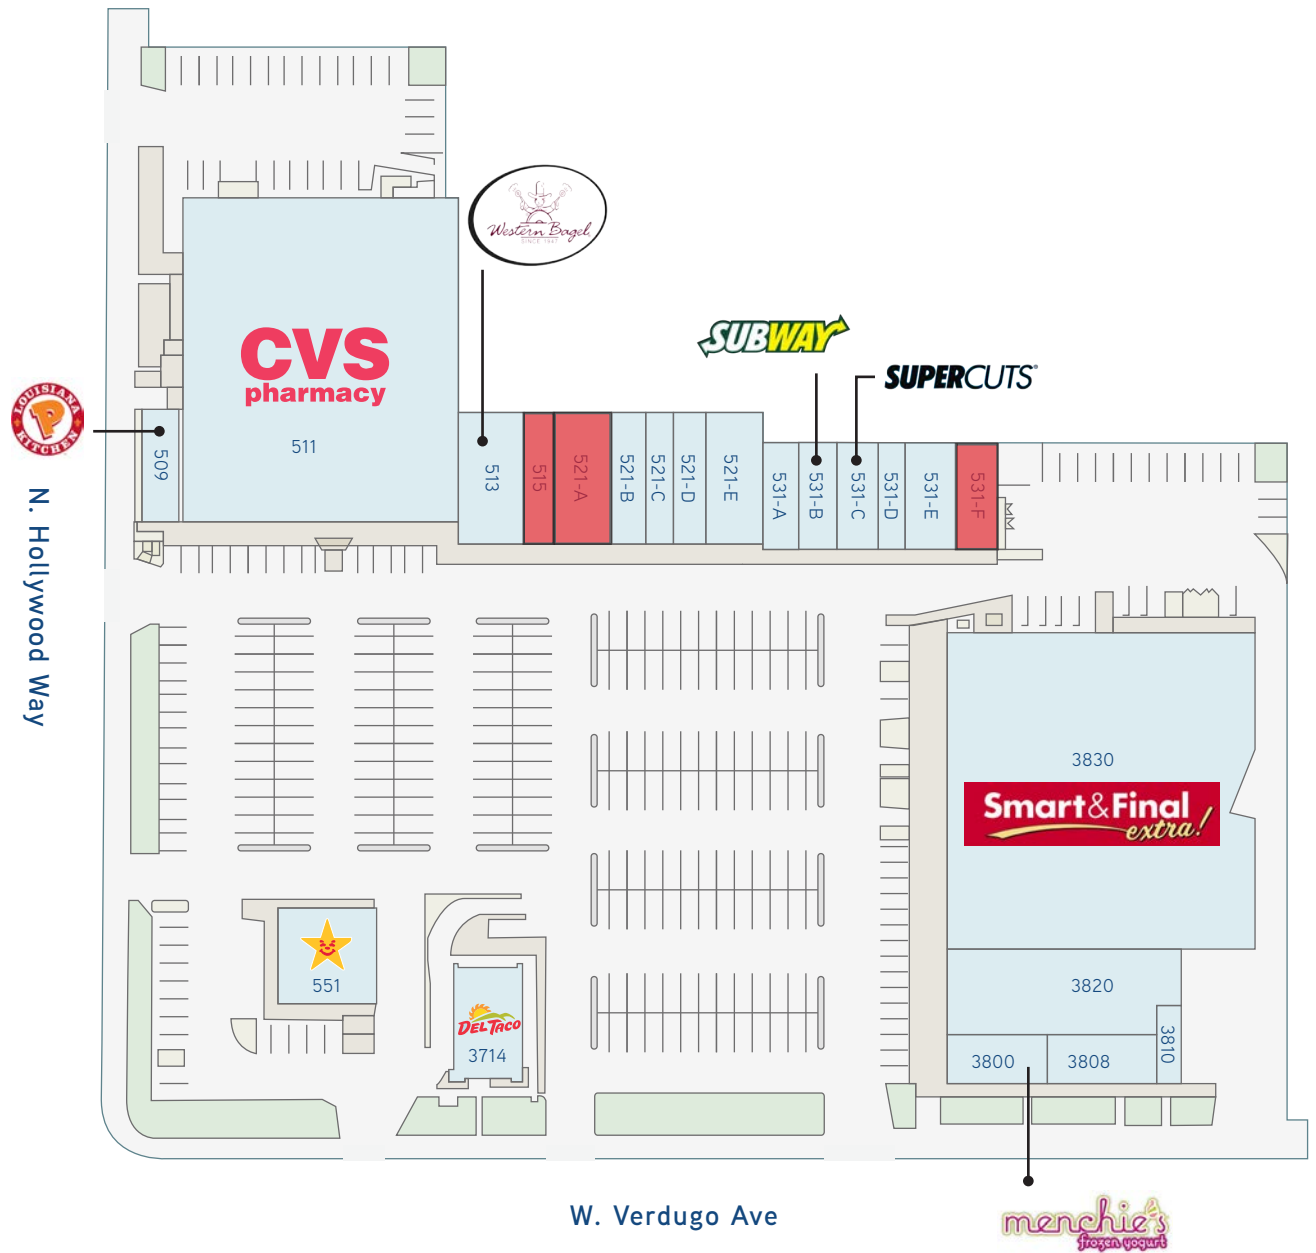 Western Bagel
SINCE 1947
SUBWAY
SUPERCUTS
CVS
pharmacy
511
LOUISIANA
P
KITCHEN
509
513
515
521-A
521-B
521-C
521-D
521-E
531-A
531-B
531-C
531-D
531-E
531-F
N. Hollywood Way
3830
Smart&Final
extra!
551
DEL TACO
3714
3820
3800
3808
3810
W. Verdugo Ave
menchie's
frozen yogurt